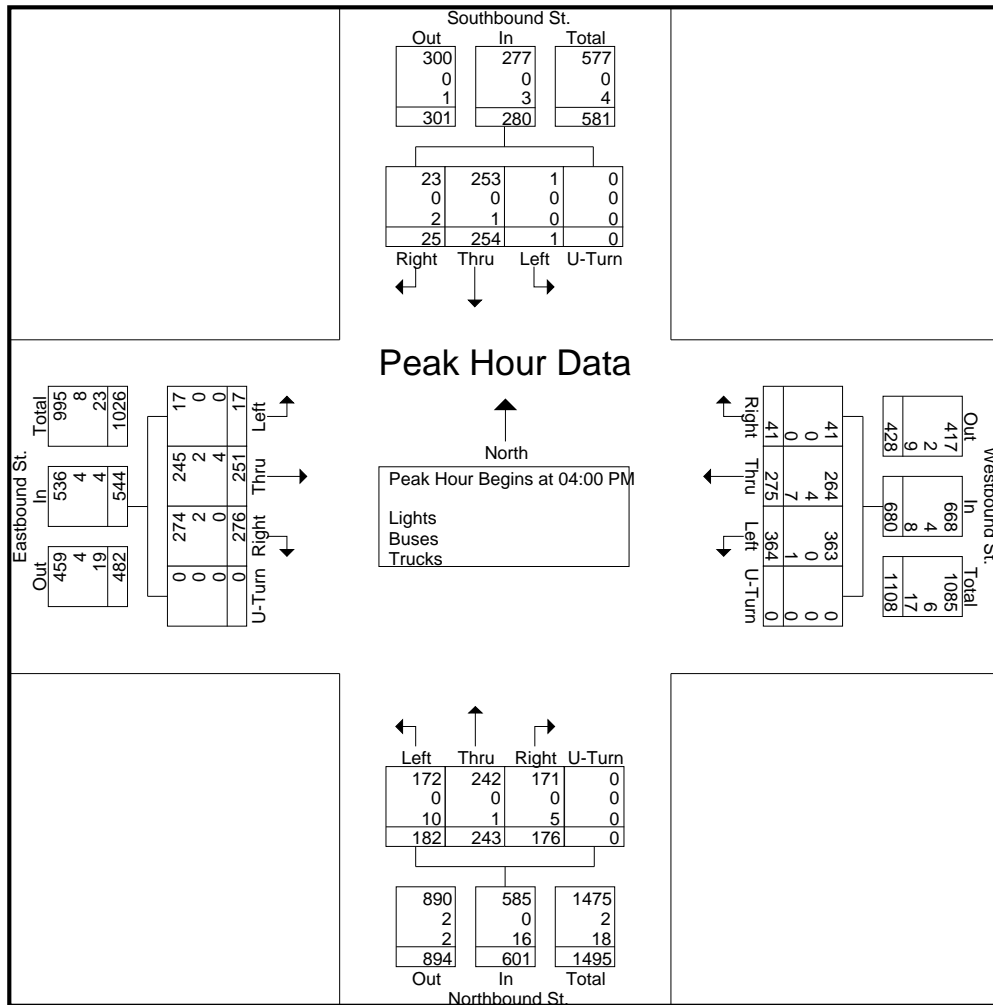 Southbound St.
Out In Total
300 277 577
0 0 0
1 3 4
301 280 581
23 253 1 0
0 0 0 0
2 1 0 0
25 254 1 0
Right Thru Left U-Turn
Peak Hour Data
North
Peak Hour Begins at 04:00 PM
Lights
Buses
Trucks
Eastbound St.
Out In Total
459 536 995
4 4 8
19 4 23
482 544 1026
U-Turn Right Thru Left
0 274 245 17
0 2 2 0
0 0 4 0
0 276 251 17
Westbound St.
Out In Total
417 668 1085
2 4 6
9 8 17
428 680 1108
41 264 363 0
0 4 0 0
0 7 1 0
41 275 364 0
Right Thru Left U-Turn
Left Thru Right U-Turn
172 242 171 0
0 0 0 0
10 1 5 0
182 243 176 0
890 585 1475
2 0 2
2 16 18
894 601 1495
Out In Total
Northbound St.